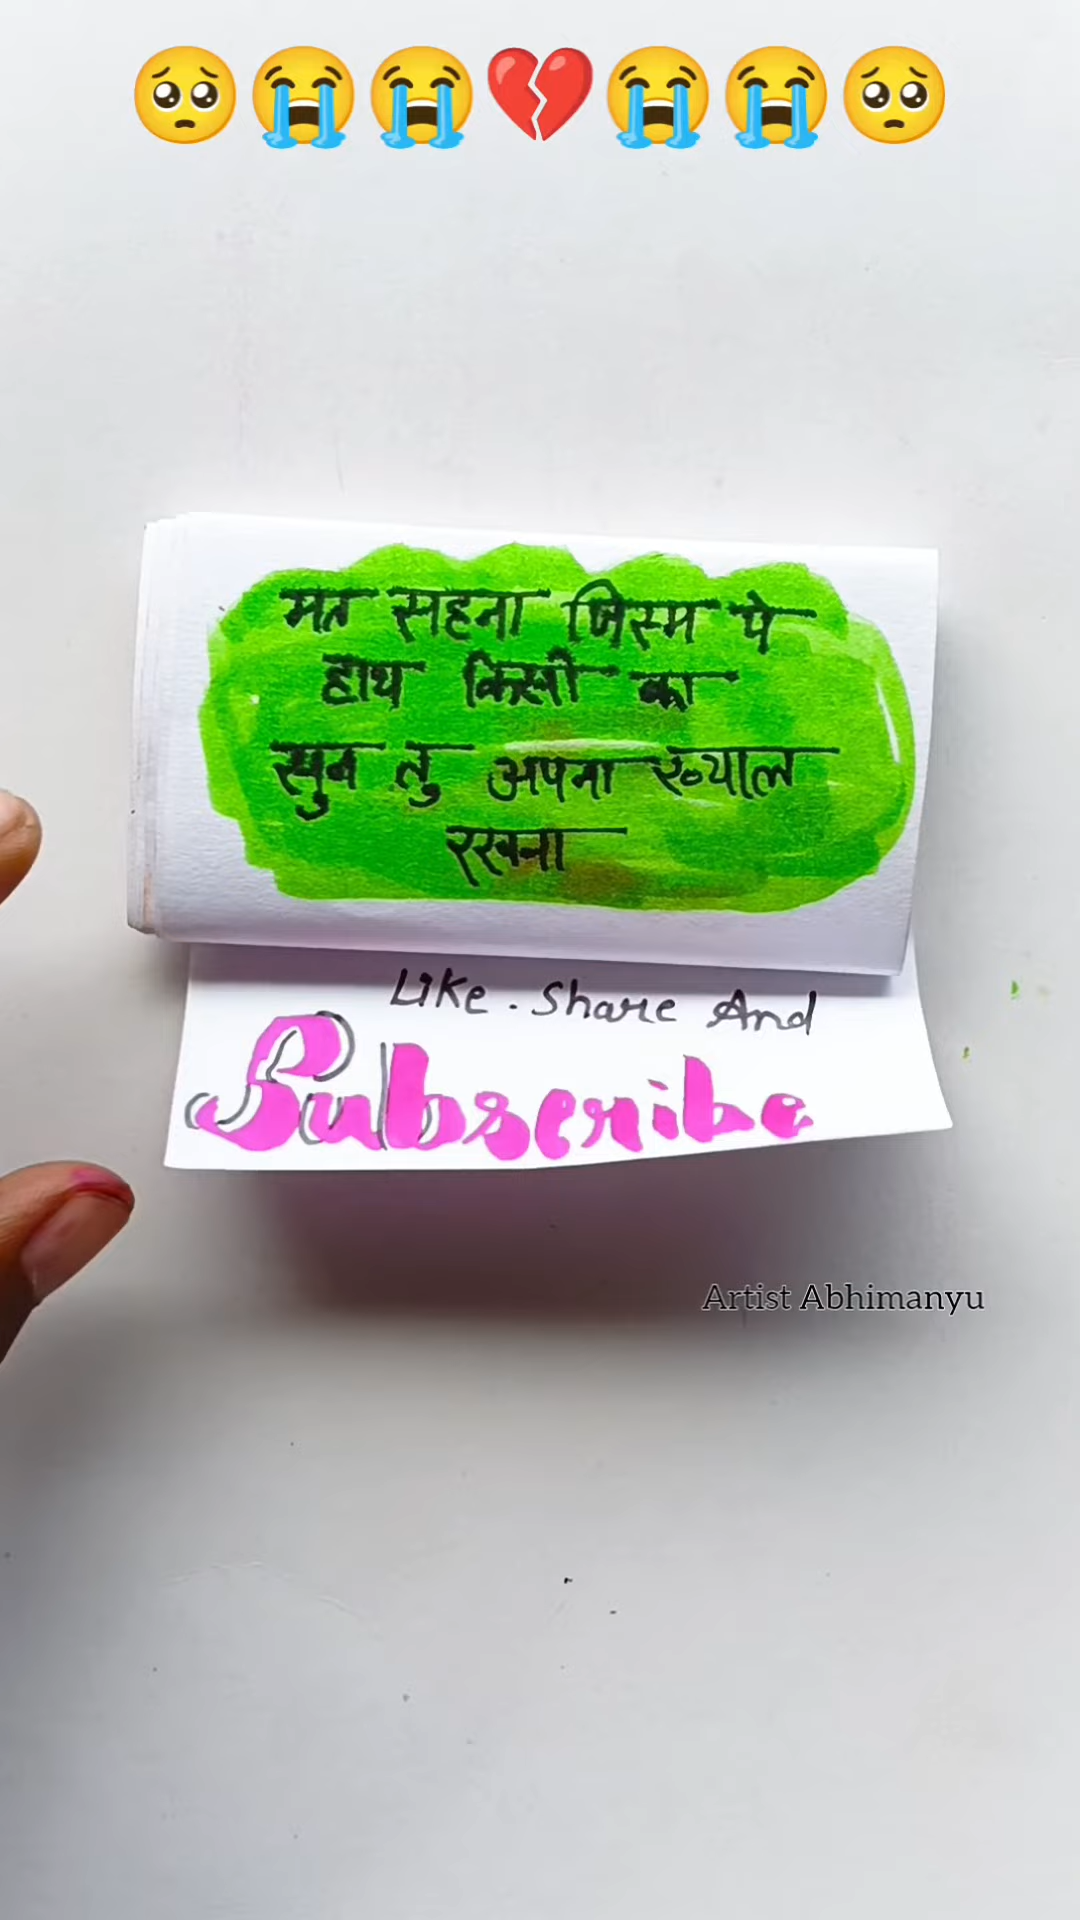 मत सहना जिस्म पे
हाथ किसी का
सुन तु अपना ख्याल
रखना
Like. Share And
Subscribe
Artist Abhimanyu